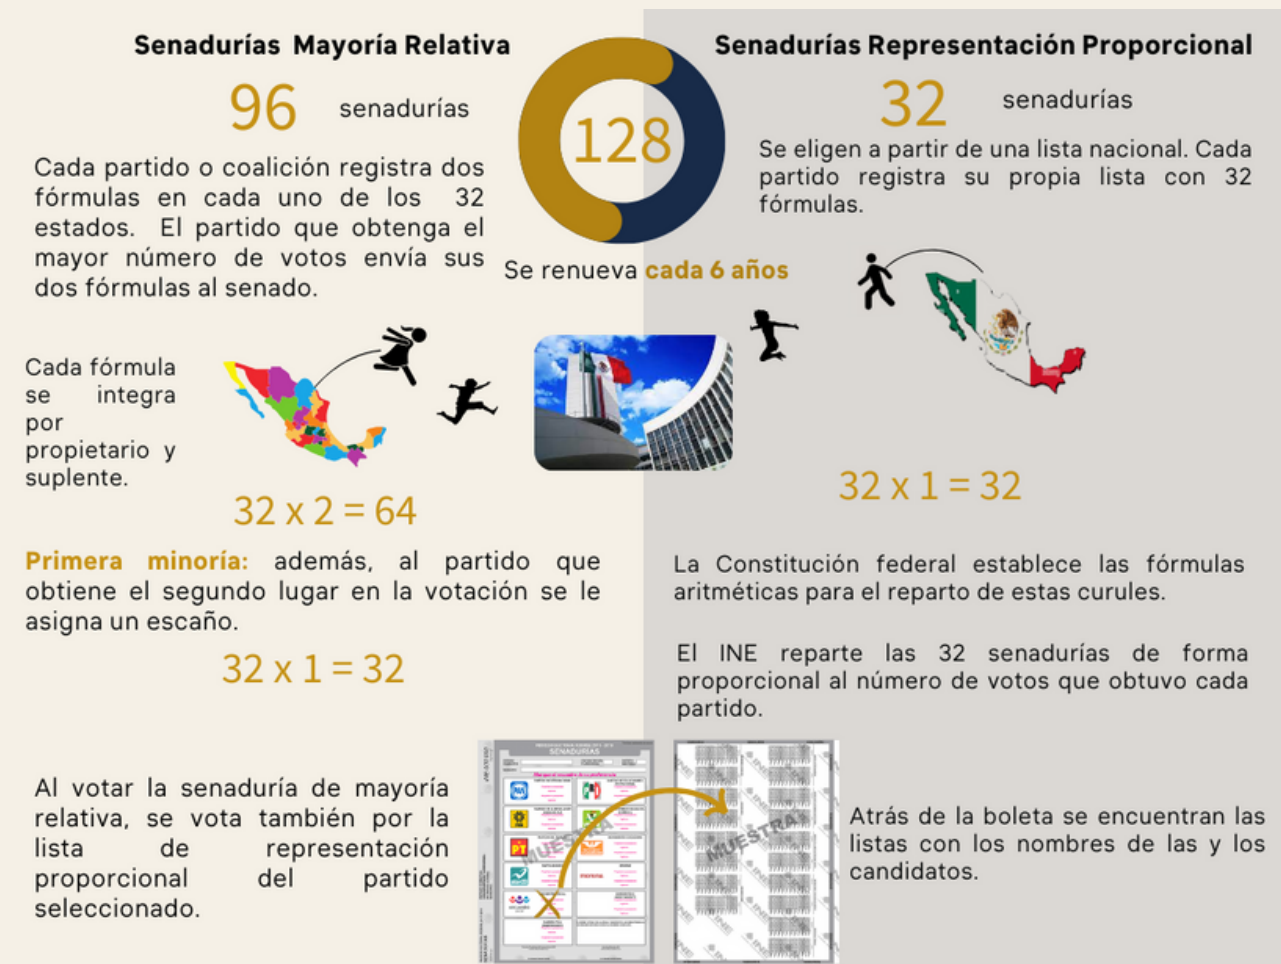 Senadurías Mayoría Relativa
96 senadurías
Cada partido o coalición registra dos
fórmulas en cada uno de los 32
estados. El partido que obtenga el
mayor número de votos envía sus
dos fórmulas al senado.
128
Se renueva cada 6 años
Senadurías Representación Proporcional
32 senadurías
Se eligen a partir de una lista nacional. Cada
partido registra su propia lista con 32
fórmulas.
Cada fórmula
se integra
por
propietario y
suplente.
32 x 2 = 64
32 x 1 = 32
Primera minoría: además, al partido que
obtiene el segundo lugar en la votación se le
asigna un escaño.
32 x 1 = 32
La Constitución federal establece las fórmulas
aritméticas para el reparto de estas curules.
El INE reparte las 32 senadurías de forma
proporcional al número de votos que obtuvo cada
partido.
Al votar la senaduría de mayoría
relativa, se vota también por la
lista de representación
proporcional del partido
seleccionado.
SENADURÍAS
PAN
PRI
PT
morena
MUESTRA
MUESTRA
INE
Atrás de la boleta se encuentran las
listas con los nombres de las y los
candidatos.